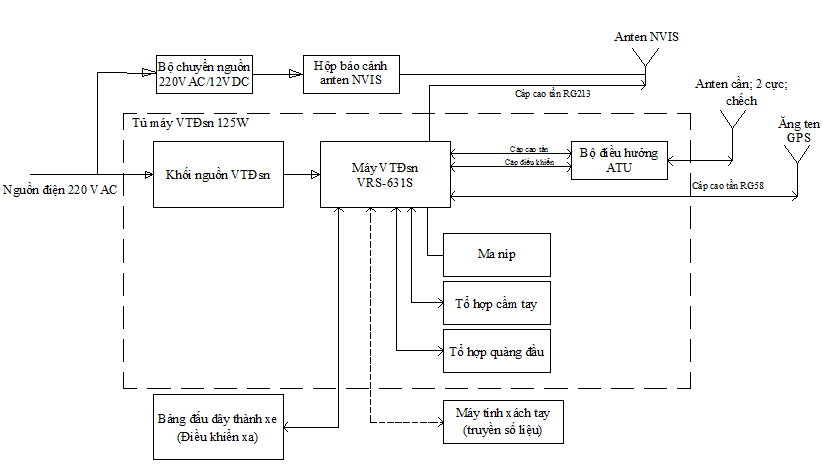 Anten NVIS
Bộ chuyển nguồn
220V AC/12V DC
Hộp báo cảnh
anten NVIS
Cáp cao tần RG213
Anten cần; 2 cực;
chếch
Ăng ten
GPS
Tủ máy VTĐsn 125W
Nguồn điện 220 V AC
Khối nguồn VTĐsn
Máy VTĐsn
VRS-631S
Cáp cao tần
Cáp điều khiển
Bộ điều hưởng
ATU
Cáp cao tần RG58
Ma níp
Tổ hợp cầm tay
Tổ hợp quàng đầu
Bảng đấu dây thành xe
(Điều khiển xa)
Máy tính xách tay
(truyền số liệu)